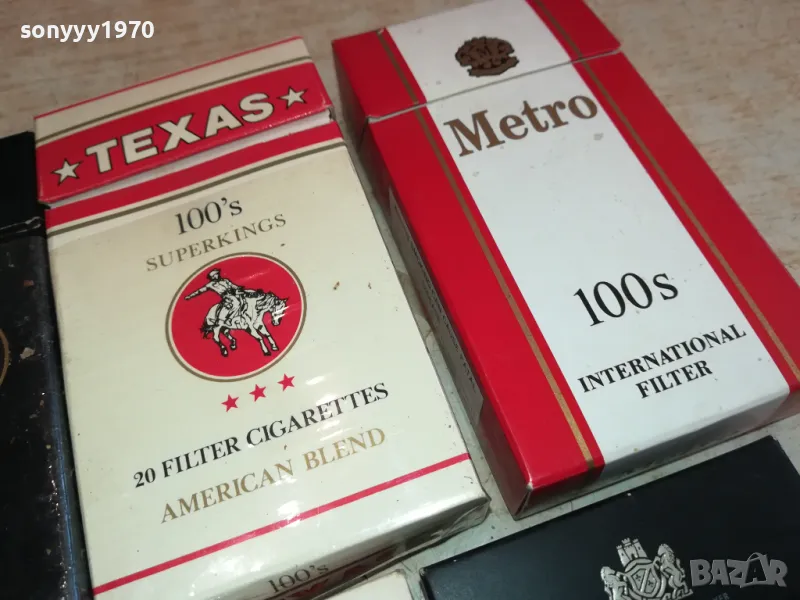 sonyyy1970
TEXAS
100's
SUPERKINGS
20 FILTER CIGARETTES
AMERICAN BLEND
100's
Metro
100s
INTERNATIONAL
FILTER
BAZAR